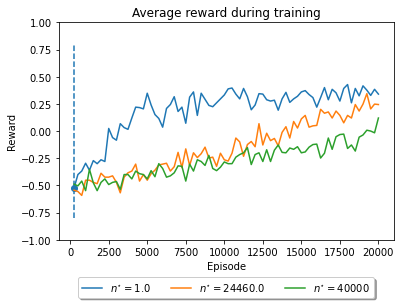 Average reward during training
1.00
0.75
0.50
0.25
0.00
−0.25
−0.50
−0.75
−1.00
Reward
0 2500 5000 7500 10000 12500 15000 17500 20000
Episode
n* = 1.0 n* = 24460.0 n* = 40000